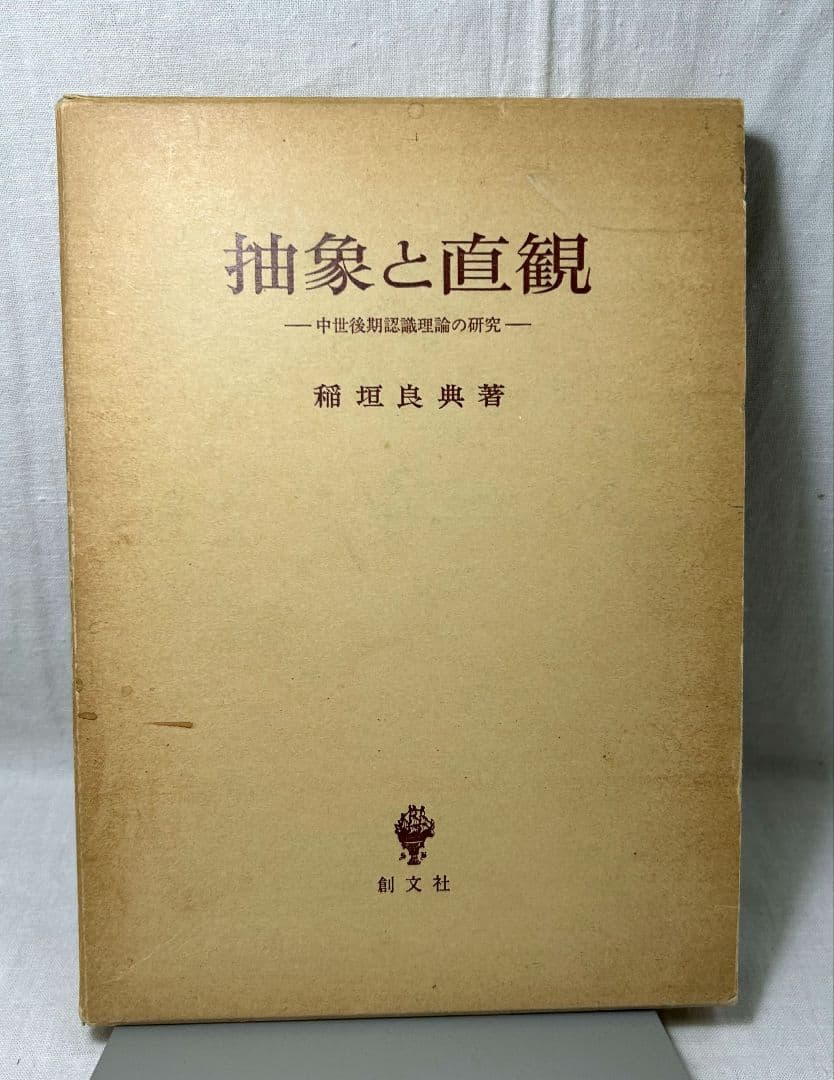 抽象と直観
―中世後期認識理論の研究―
稲垣良典著
創文社